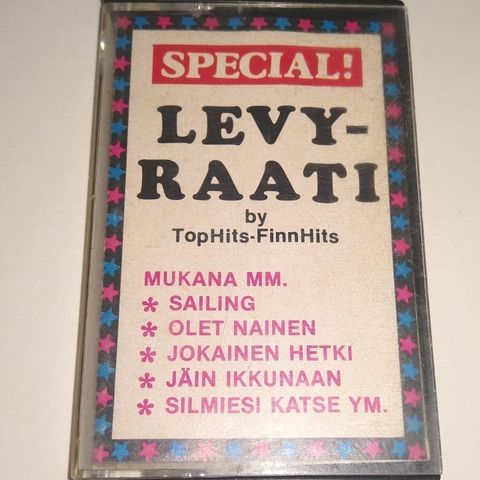 SPECIAL!
LEVY-
RAATI
by
TopHits-FinnHits
MUKANA MM.
* SAILING
* OLET NAINEN
* JOKAINEN HETKI
* JÄIN IKKUNAAN
* SILMIESI KATSE YM.